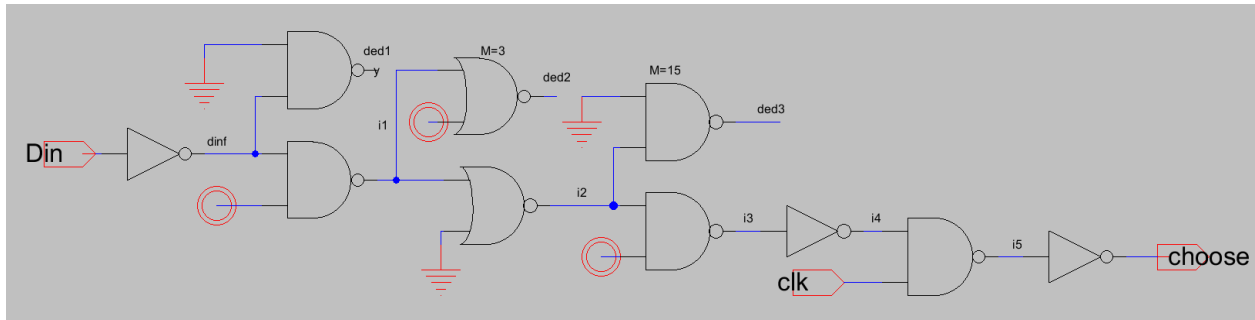 ded1
y
M=3
ded2
M=15
ded3
i1
dinf
Din
i2
i3
i4
i5
clk
choose